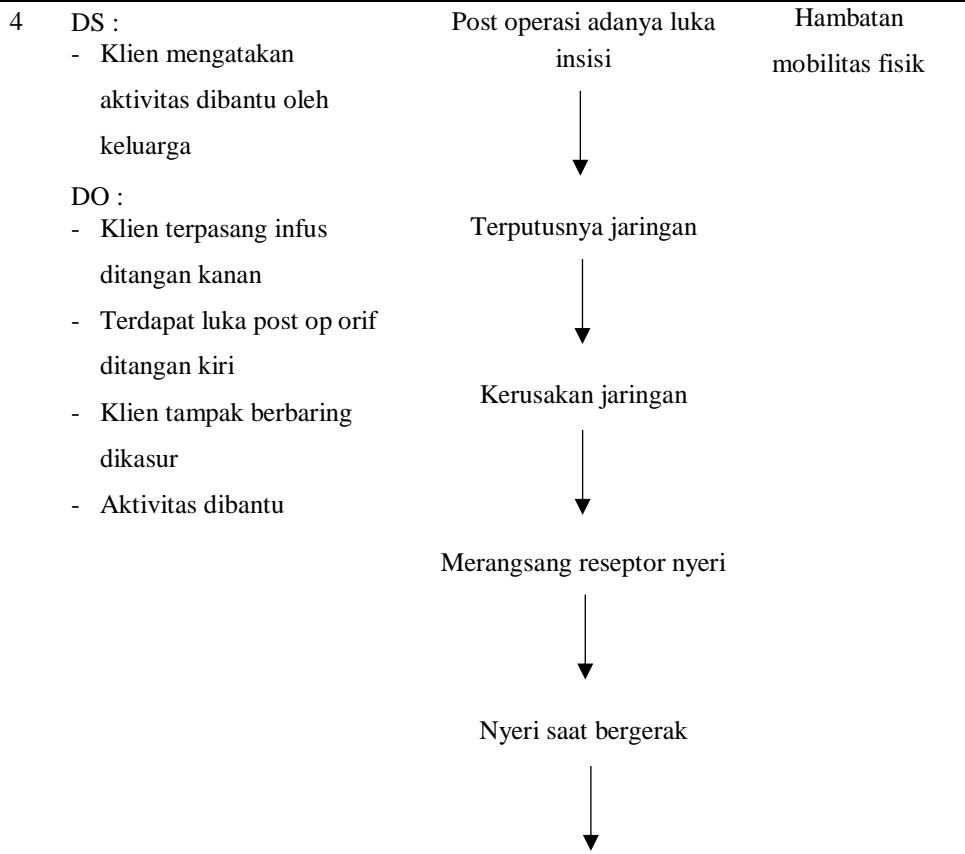 4
DS :
- Klien mengatakan
aktivitas dibantu oleh
keluarga
DO :
- Klien terpasang infus
ditangan kanan
- Terdapat luka post op orif
ditangan kiri
- Klien tampak berbaring
dikasur
- Aktivitas dibantu
Post operasi adanya luka
insisi
Terputusnya jaringan
Kerusakan jaringan
Merangsang reseptor nyeri
Nyeri saat bergerak
Hambatan
mobilitas fisik